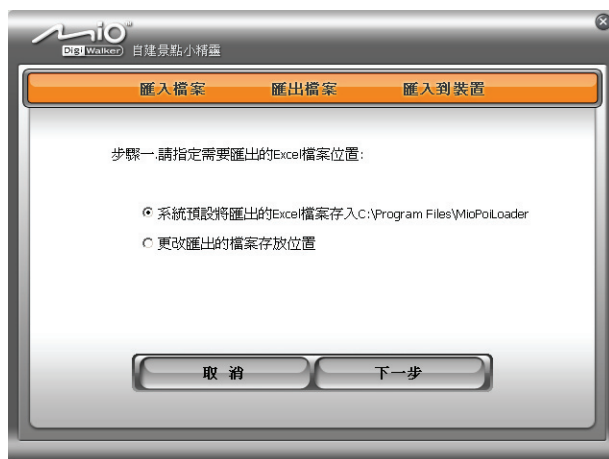 Mio®
DigiWalker 自建景點小精靈
匯入檔案 匯出檔案 匯入到裝置
步驟一.請指定需要匯出的Excel檔案位置:
系統預設將匯出的Excel檔案存入C:\Program Files\MioPoiLoader
更改匯出的檔案存放位置
取 消 下一步